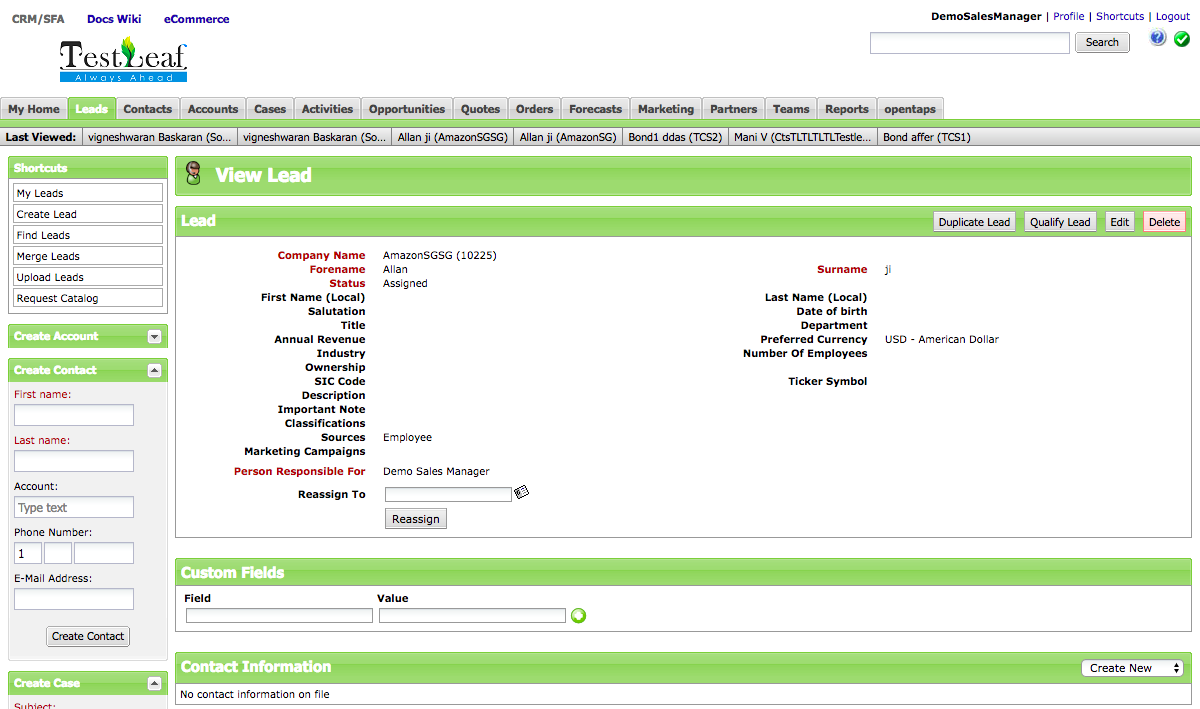 CRM/SFA Docs Wiki eCommerce
DemoSalesManager | Profile | Shortcuts | Logout
TestLeaf
Always Ahead
Search
My Home Leads Contacts Accounts Cases Activities Opportunities Quotes Orders Forecasts Marketing Partners Teams Reports opentaps
Last Viewed: vigneshwaran Baskaran (So... vigneshwaran Baskaran (So... Allan ji (AmazonSGSG) Allan ji (AmazonSG) Bond1 ddas (TCS2) Mani V (CtsTLTLTLTLTestle... Bond affer (TCS1)
Shortcuts
My Leads
Create Lead
Find Leads
Merge Leads
Upload Leads
Request Catalog
Create Account
Create Contact
First name:
Last name:
Account:
Type text
Phone Number:
1
E-Mail Address:
Create Contact
Create Case
Subject:
View Lead
Lead
Duplicate Lead Qualify Lead Edit Delete
Company Name AmazonSGSG (10225)
Forename Allan Surname ji
Status Assigned
First Name (Local) Last Name (Local)
Salutation Date of birth
Title Department
Annual Revenue Preferred Currency USD - American Dollar
Industry Number Of Employees
Ownership
SIC Code Ticker Symbol
Description
Important Note
Classifications
Sources Employee
Marketing Campaigns
Person Responsible For Demo Sales Manager
Reassign To
Reassign
Custom Fields
Field Value
Contact Information
Create New
No contact information on file